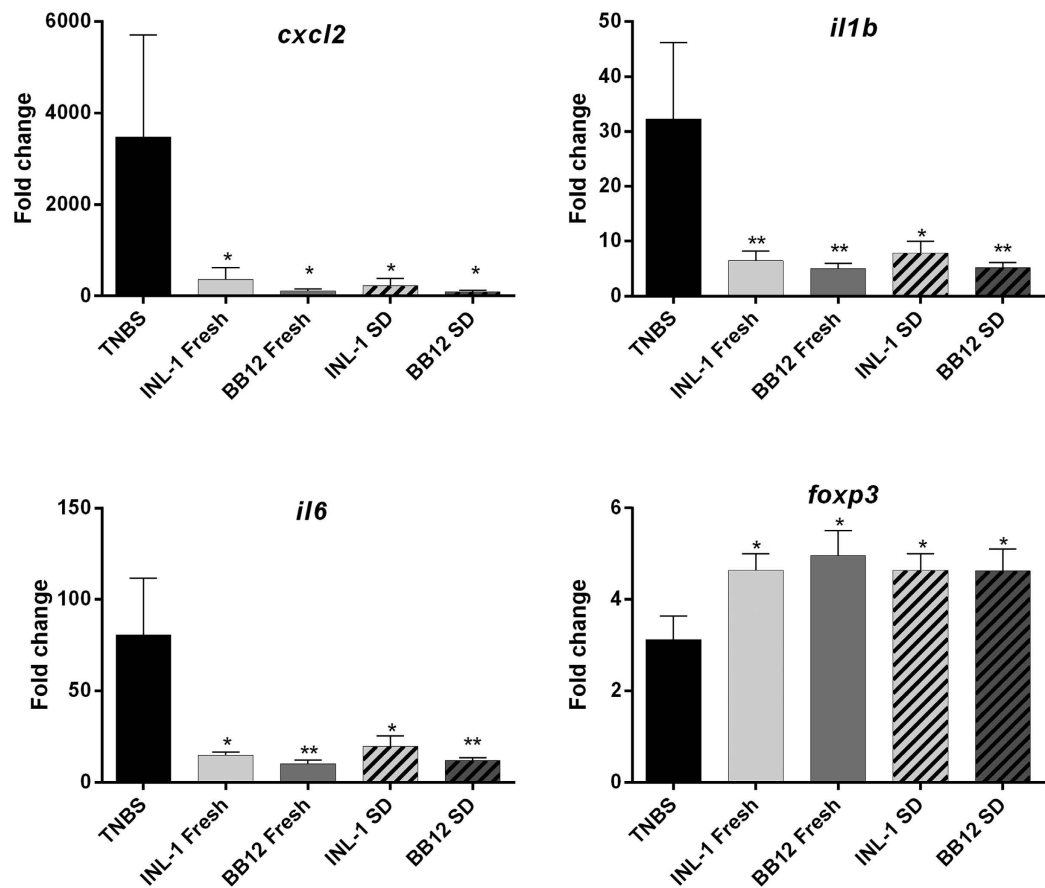 cxcl2
Fold change
6000
4000
2000
0
* * * *
TNBS
INL-1 Fresh
BB12 Fresh
INL-1 SD
BB12 SD
il1b
Fold change
50
40
30
20
10
0
** ** * **
TNBS
INL-1 Fresh
BB12 Fresh
INL-1 SD
BB12 SD
il6
Fold change
150
100
50
0
* ** * **
TNBS
INL-1 Fresh
BB12 Fresh
INL-1 SD
BB12 SD
foxp3
Fold change
6
4
2
0
* * * *
TNBS
INL-1 Fresh
BB12 Fresh
INL-1 SD
BB12 SD